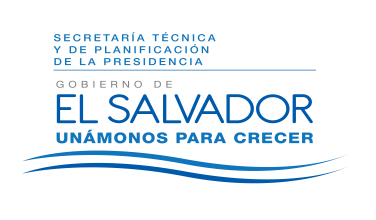 SECRETARÍA TÉCNICA
Y DE PLANIFICACIÓN
DE LA PRESIDENCIA
GOBIERNO DE
EL SALVADOR
UNÁMONOS PARA CRECER